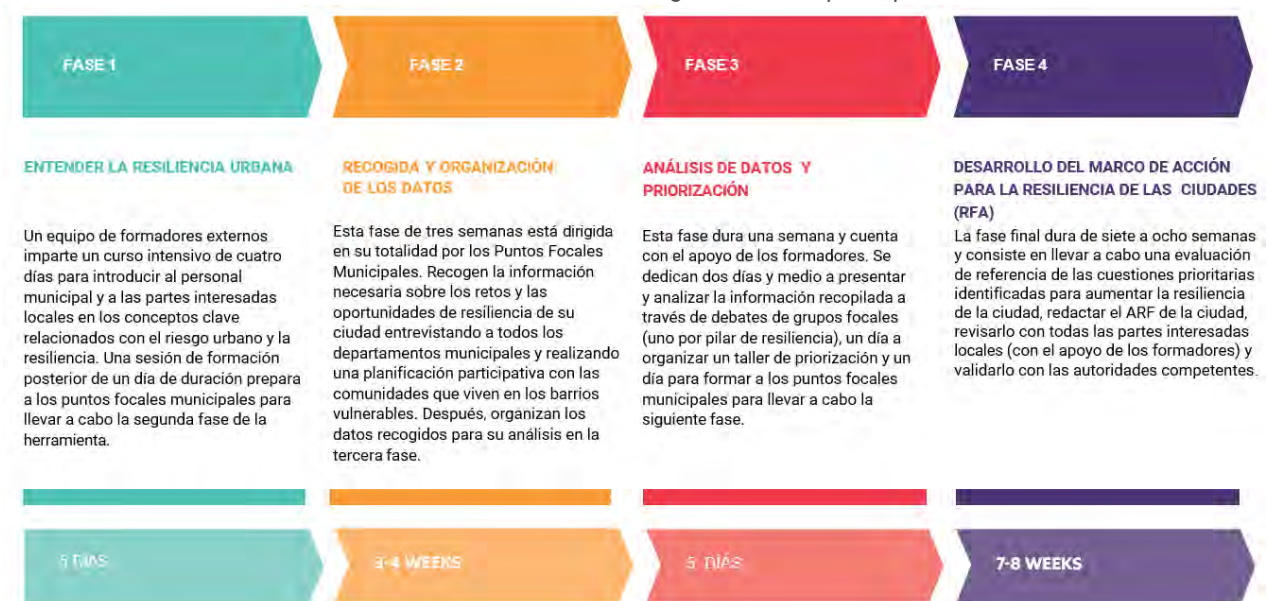 FASE 1
FASE 2
FASE 3
FASE 4
ENTENDER LA RESILIENCIA URBANA
Un equipo de formadores externos
imparte un curso intensivo de cuatro
días para introducir al personal
municipal y a las partes interesadas
locales en los conceptos clave
relacionados con el riesgo urbano y la
resiliencia. Una sesión de formación
posterior de un día de duración prepara
a los puntos focales municipales para
llevar a cabo la segunda fase de la
herramienta.
RECOGIDA Y ORGANIZACIÓN
DE LOS DATOS
Esta fase de tres semanas está dirigida
en su totalidad por los Puntos Focales
Municipales. Recogen la información
necesaria sobre los retos y las
oportunidades de resiliencia de su
ciudad entrevistando a todos los
departamentos municipales y realizando
una planificación participativa con las
comunidades que viven en los barrios
vulnerables. Después, organizan los
datos recogidos para su análisis en la
tercera fase.
ANÁLISIS DE DATOS Y
PRIORIZACIÓN
Esta fase dura una semana y cuenta
con el apoyo de los formadores. Se
dedican dos días y medio a presentar
y analizar la información recopilada a
través de debates de grupos focales
(uno por pilar de resiliencia), un día a
organizar un taller de priorización y un
día para formar a los puntos focales
municipales para llevar a cabo la
siguiente fase.
DESARROLLO DEL MARCO DE ACCIÓN
PARA LA RESILIENCIA DE LAS CIUDADES
(RFA)
La fase final dura de siete a ocho semanas
y consiste en llevar a cabo una evaluación
de referencia de las cuestiones prioritarias
identificadas para aumentar la resiliencia
de la ciudad, redactar el ARF de la ciudad,
revisarlo con todas las partes interesadas
locales (con el apoyo de los formadores) y
validarlo con las autoridades competentes.
5 DÍAS
3-4 WEEKS
5 DÍAS
7-8 WEEKS